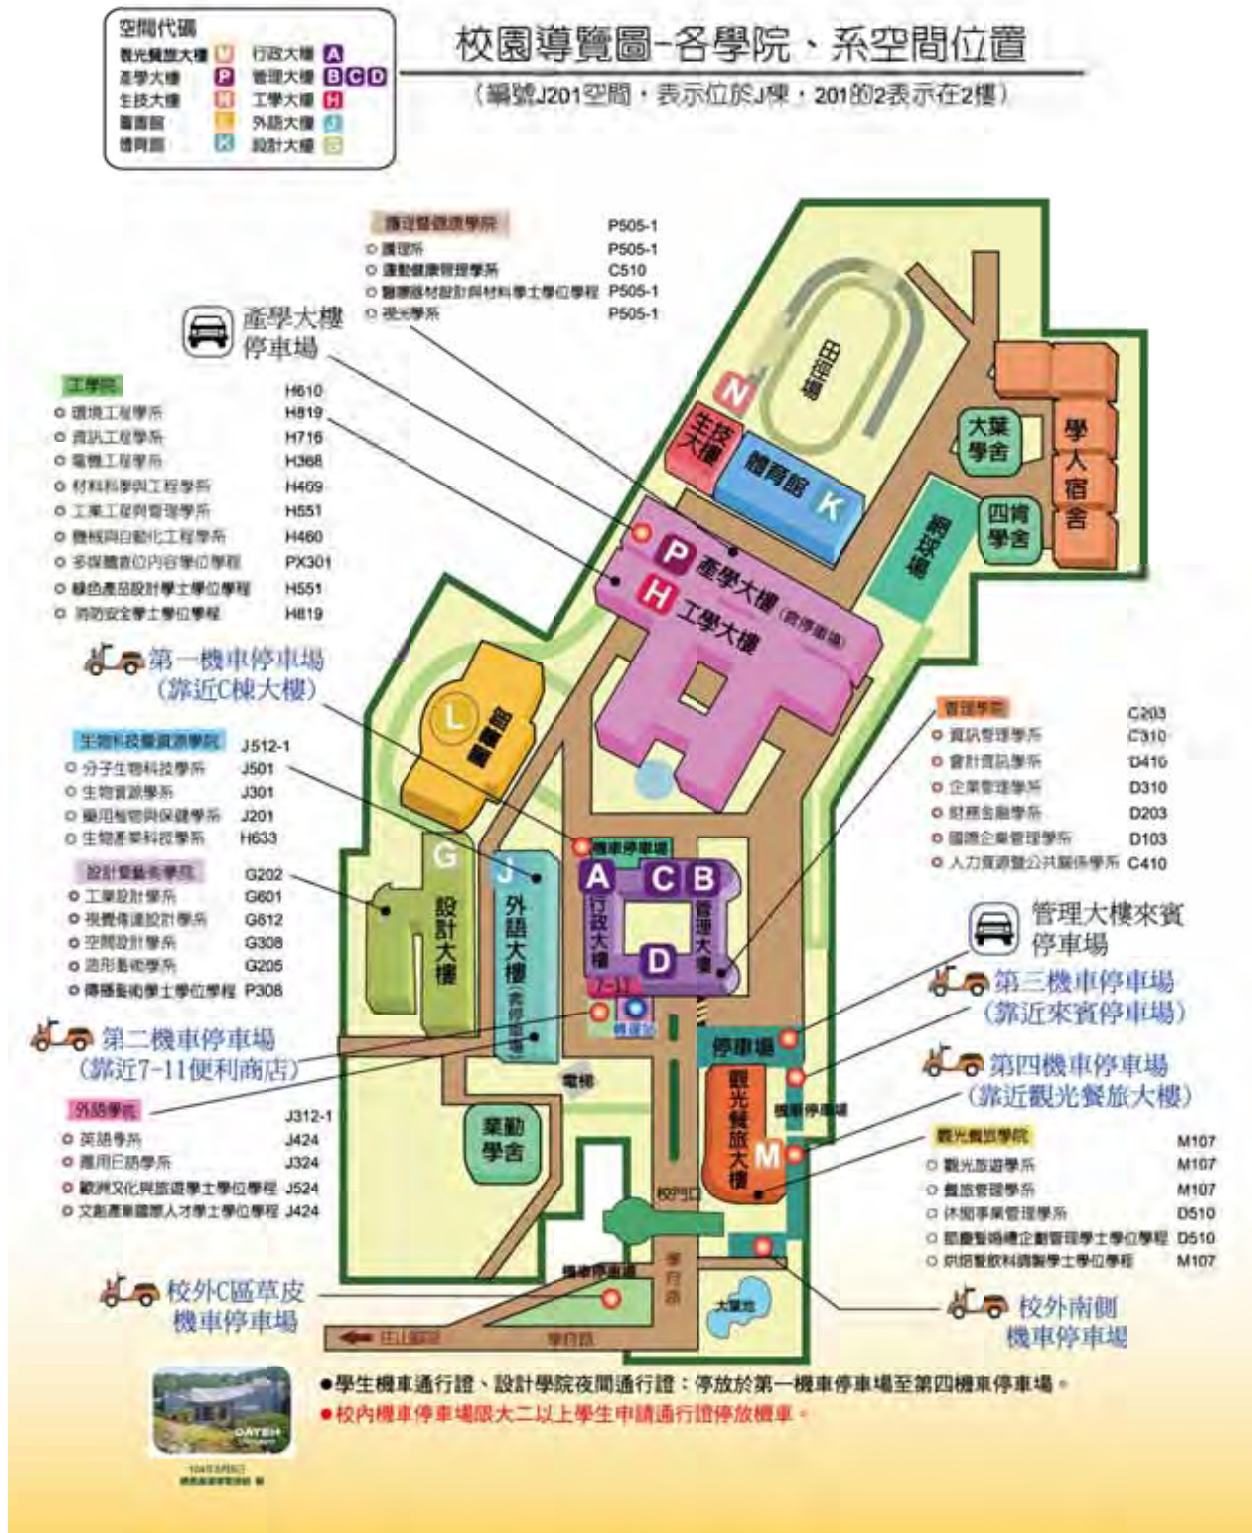 空間代碼
觀光餐旅大樓 M 行政大樓 A
產學大樓 P 管理大樓 B C D
生技大樓 N 工學大樓 H
圖書館 L 外語大樓 J
體育館 K 設計大樓 G
校園導覽圖-各學院、系空間位置
(編號J201空間，表示位於J棟，201的2表示在2樓)
護理暨健康學院 P505-1
護理系 P505-1
運動健康管理學系 C510
醫療器材設計與材料學士學位學程 P505-1
視光學系 P505-1
產學大樓
停車場
工學院 H610
環境工程學系 H819
資訊工程學系 H716
電機工程學系 H368
材料科學與工程學系 H469
工業工程與管理學系 H551
機械與自動化工程學系 H460
多媒體數位內容學位學程 PX301
綠色產品設計學士學位學程 H551
消防安全學士學位學程 H819
第一機車停車場
(靠近C棟大樓)
生物科技暨資源學院 J512-1
分子生物科技學系 J501
生物資源學系 J301
藥用植物與保健學系 J201
生物產業科技學系 H633
設計暨藝術學院 G202
工業設計學系 G601
視覺傳達設計學系 G612
空間設計學系 G308
造形藝術學系 G205
傳播藝術學士學位學程 P308
第二機車停車場
(靠近7-11便利商店)
外語學院 J312-1
英語學系 J424
應用日語學系 J324
歐洲文化與旅遊學士學位學程 J524
文創產業國際人才學士學位學程 J424
校外C區草皮
機車停車場
田徑場
N
生技大樓
體育館 K
大葉學舍
學人宿舍
四肯學舍
網球場
P 產學大樓(含停車場)
H 工學大樓
L
圖書館
G
設計大樓
J
外語大樓(含停車場)
機車停車場
A C B
行政大樓
管理大樓
D
7-11
轉運站
停車場
電梯
觀光餐旅大樓
M
機車停車場
業勤學舍
校門口
機車停車場
學府路
大葉池
往山腳路
學府路
管理學院 C203
資訊管理學系 C310
會計資訊學系 D410
企業管理學系 D310
財務金融學系 D203
國際企業管理學系 D103
人力資源暨公共關係學系 C410
管理大樓來賓
停車場
第三機車停車場
(靠近來賓停車場)
第四機車停車場
(靠近觀光餐旅大樓)
觀光餐旅學院 M107
觀光旅遊學系 M107
餐旅管理學系 M107
休閒事業管理學系 D510
節慶暨婚禮企劃管理學士學位學程 D510
烘焙暨飲料調製學士學位學程 M107
校外南側
機車停車場
●學生機車通行證、設計學院夜間通行證：停放於第一機車停車場至第四機車停車場。
●校內機車停車場限大二以上學生申請通行證停放機車。
DAYEH